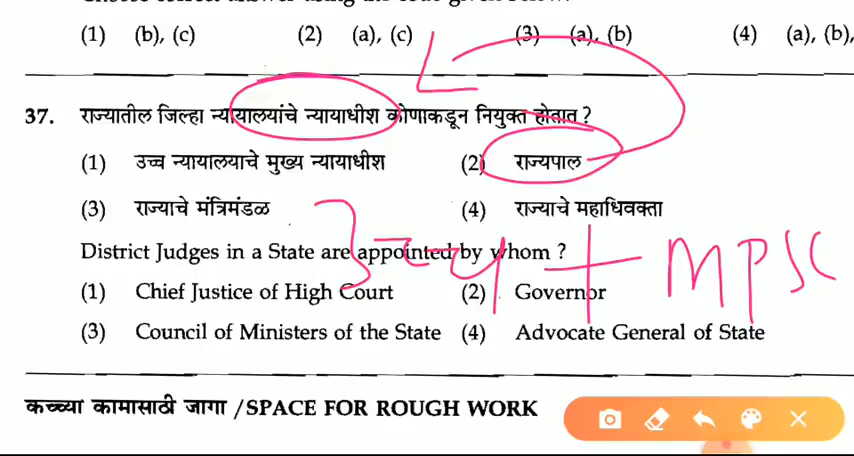 (1) (b), (c) (2) (a), (c) (3) (a), (b) (4) (a), (b),
37. राज्यातील जिल्हा न्यायालयांचे न्यायाधीश कोणाकडून नियुक्त होतात ?
(1) उच्च न्यायालयाचे मुख्य न्यायाधीश (2) राज्यपाल
(3) राज्याचे मंत्रिमंडळ (4) राज्याचे महाधिवक्ता
District Judges in a State are appointed by whom ?
(1) Chief Justice of High Court (2) Governor
(3) Council of Ministers of the State (4) Advocate General of State
+ MPSC
कच्च्या कामासाठी जागा / SPACE FOR ROUGH WORK